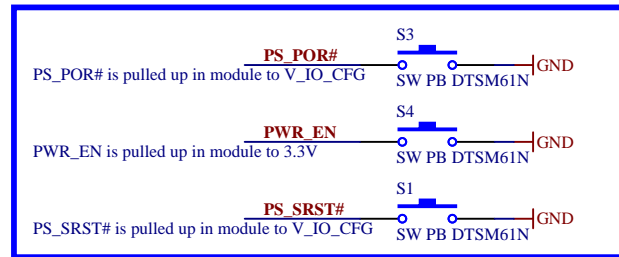 S3
PS_POR#
GND
PS_POR# is pulled up in module to V_IO_CFG
SW PB DTSM61N
S4
PWR_EN
GND
PWR_EN is pulled up in module to 3.3V
SW PB DTSM61N
S1
PS_SRST#
GND
PS_SRST# is pulled up in module to V_IO_CFG
SW PB DTSM61N